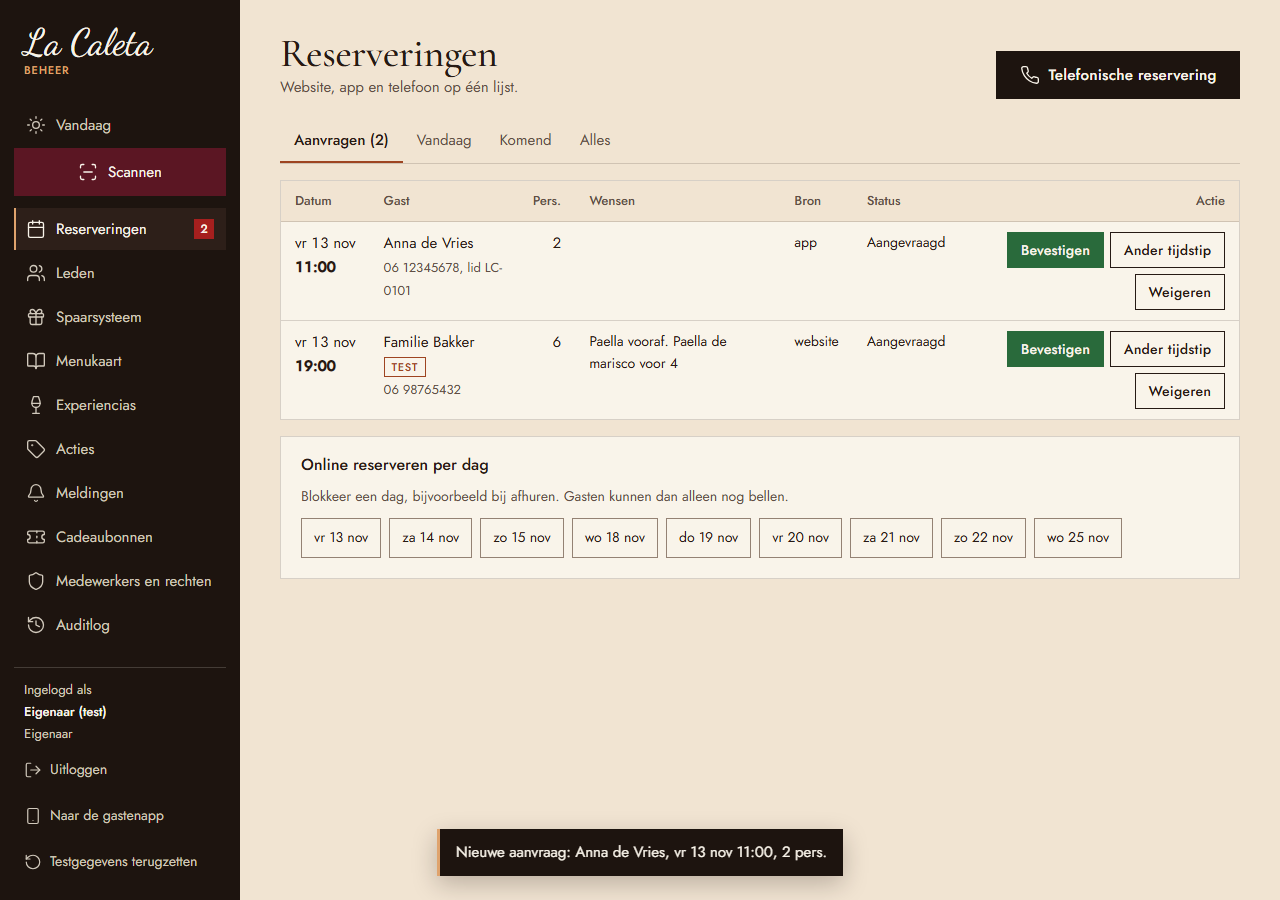 La Caleta
BEHEER
Vandaag
Scannen
Reserveringen 2
Leden
Spaarsysteem
Menukaart
Experiencias
Acties
Meldingen
Cadeaubonnen
Medewerkers en rechten
Auditlog
Ingelogd als
Eigenaar (test)
Eigenaar
Uitloggen
Naar de gastenapp
Testgegevens terugzetten
Reserveringen
Website, app en telefoon op één lijst.
Telefonische reservering
Aanvragen (2) Vandaag Komend Alles
Datum Gast Pers. Wensen Bron Status Actie
vr 13 nov Anna de Vries 2 app Aangevraagd Bevestigen Ander tijdstip
11:00 06 12345678, lid LC-
0101 Weigeren
vr 13 nov Familie Bakker 6 Paella vooraf. Paella de website Aangevraagd Bevestigen Ander tijdstip
19:00 TEST marisco voor 4
06 98765432 Weigeren
Online reserveren per dag
Blokkeer een dag, bijvoorbeeld bij afhuren. Gasten kunnen dan alleen nog bellen.
vr 13 nov za 14 nov zo 15 nov wo 18 nov do 19 nov vr 20 nov za 21 nov zo 22 nov wo 25 nov
Nieuwe aanvraag: Anna de Vries, vr 13 nov 11:00, 2 pers.